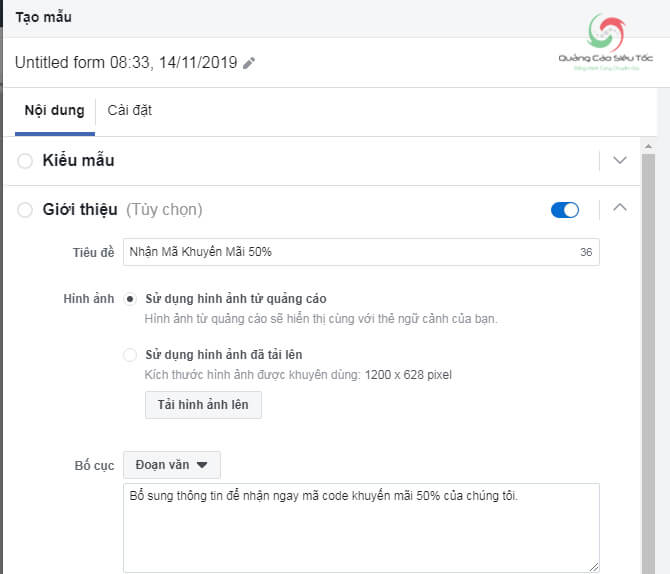 Tạo mẫu
Quảng Cáo Siêu Tốc
Untitled form 08:33, 14/11/2019
Nội dung
Cài đặt
Kiểu mẫu
Giới thiệu (Tùy chọn)
Tiêu đề
Nhận Mã Khuyến Mãi 50%
36
Hình ảnh
Sử dụng hình ảnh từ quảng cáo
Hình ảnh từ quảng cáo sẽ hiển thị cùng với thẻ ngữ cảnh của bạn.
Sử dụng hình ảnh đã tải lên
Kích thước hình ảnh được khuyên dùng: 1200 x 628 pixel
Tải hình ảnh lên
Bố cục
Đoạn văn
Bổ sung thông tin để nhận ngay mã code khuyến mãi 50% của chúng tôi.